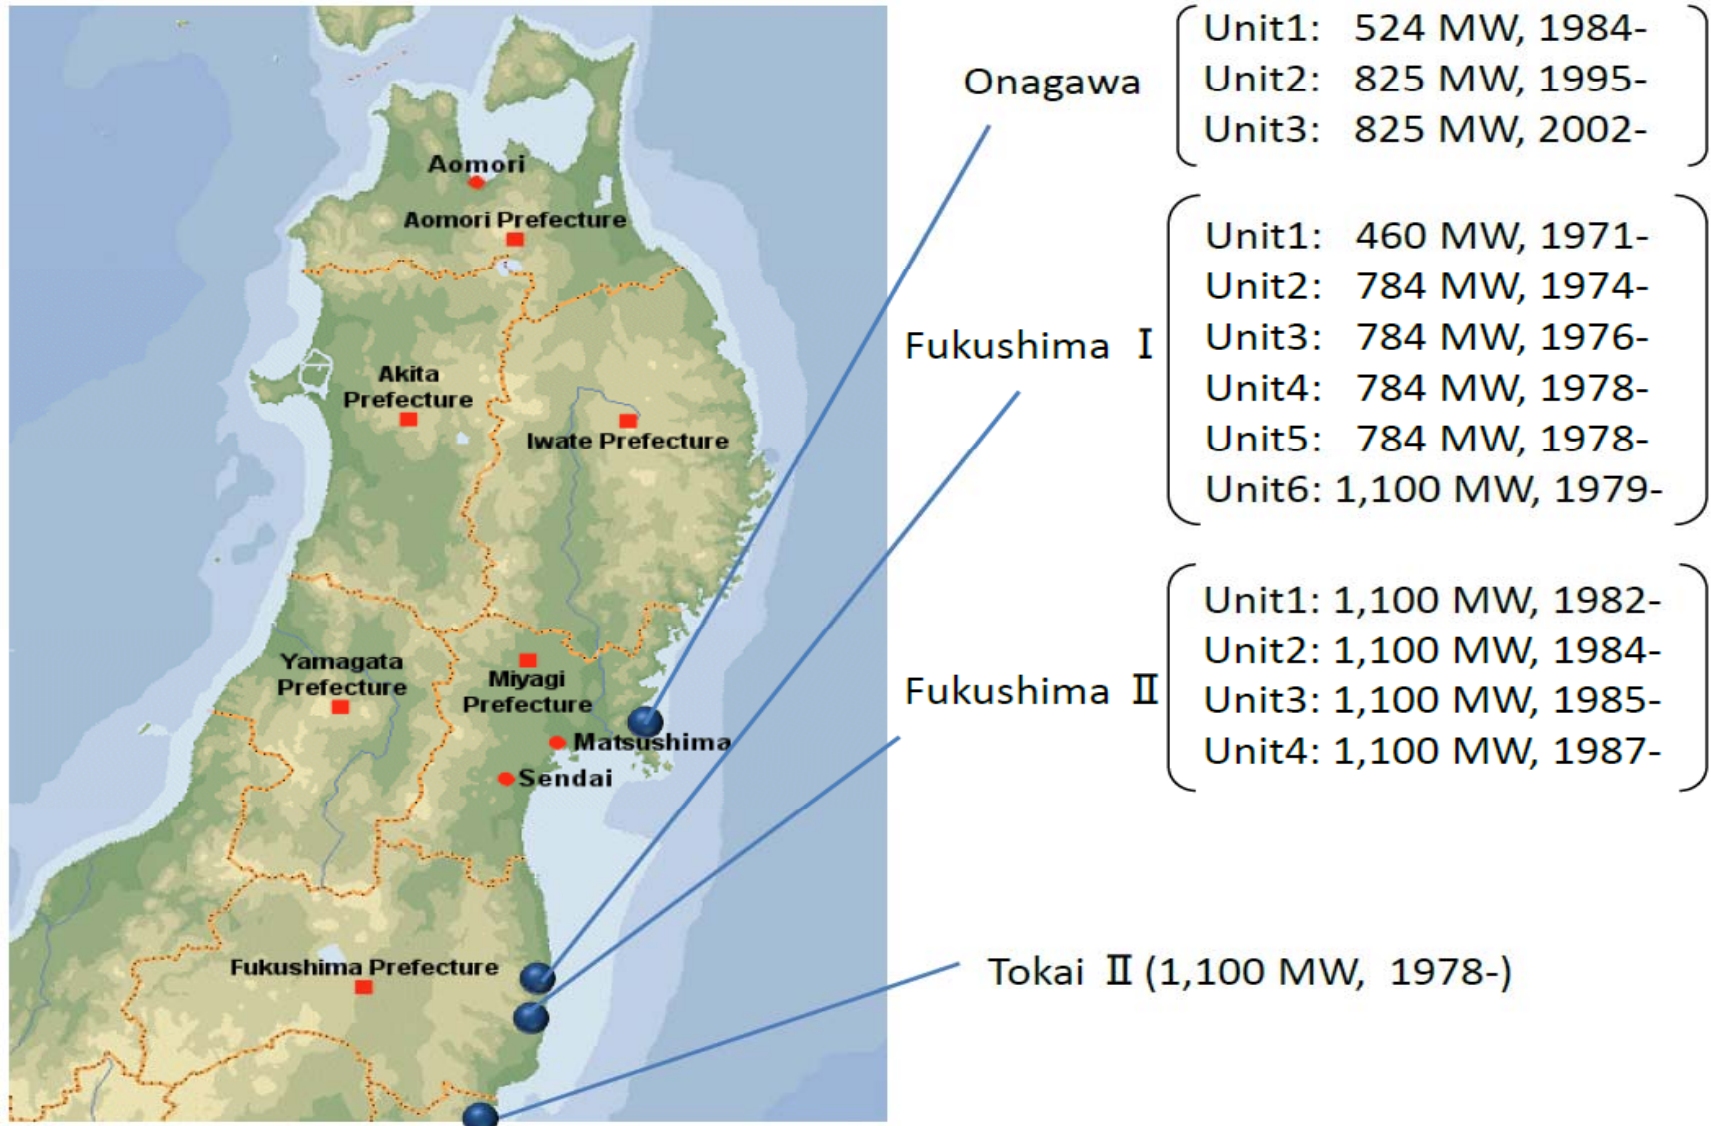 Aomori
Aomori Prefecture
Akita
Prefecture
Iwate Prefecture
Yamagata
Prefecture
Miyagi
Prefecture
Matsushima
Sendai
Fukushima Prefecture
Onagawa
Unit1: 524 MW, 1984-
Unit2: 825 MW, 1995-
Unit3: 825 MW, 2002-
Fukushima Ⅰ
Unit1: 460 MW, 1971-
Unit2: 784 MW, 1974-
Unit3: 784 MW, 1976-
Unit4: 784 MW, 1978-
Unit5: 784 MW, 1978-
Unit6: 1,100 MW, 1979-
Fukushima Ⅱ
Unit1: 1,100 MW, 1982-
Unit2: 1,100 MW, 1984-
Unit3: 1,100 MW, 1985-
Unit4: 1,100 MW, 1987-
Tokai Ⅱ (1,100 MW, 1978-)